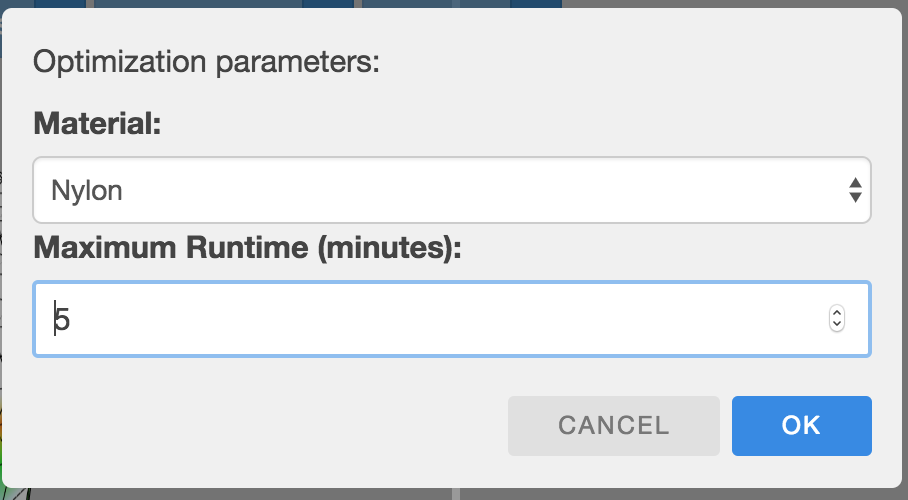 Optimization parameters:
Material:
Nylon
Maximum Runtime (minutes):
5
CANCEL
OK